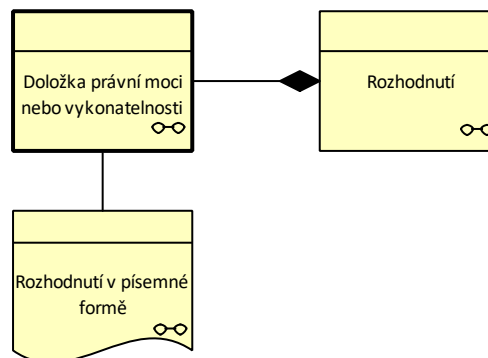 Doložka právní moci
nebo vykonatelnosti
Rozhodnutí
Rozhodnutí v písemné
formě